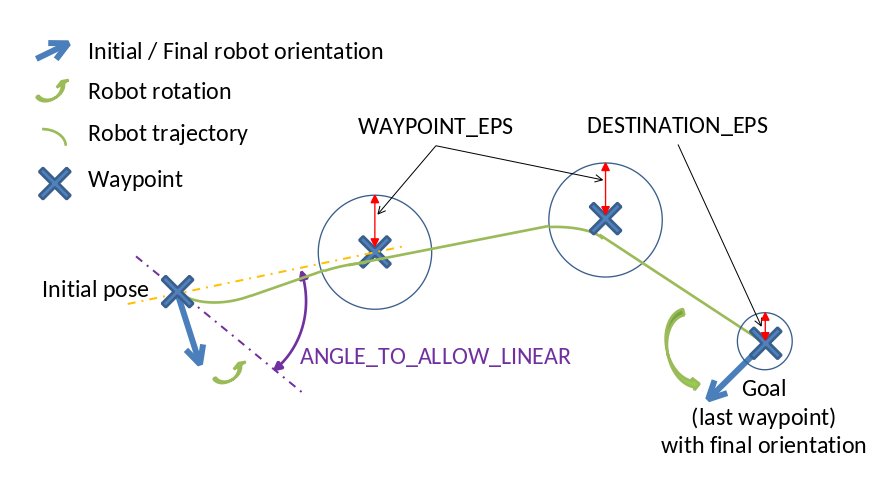 Initial / Final robot orientation
Robot rotation
Robot trajectory
Waypoint
WAYPOINT_EPS
DESTINATION_EPS
Initial pose
ANGLE_TO_ALLOW_LINEAR
Goal
(last waypoint)
with final orientation